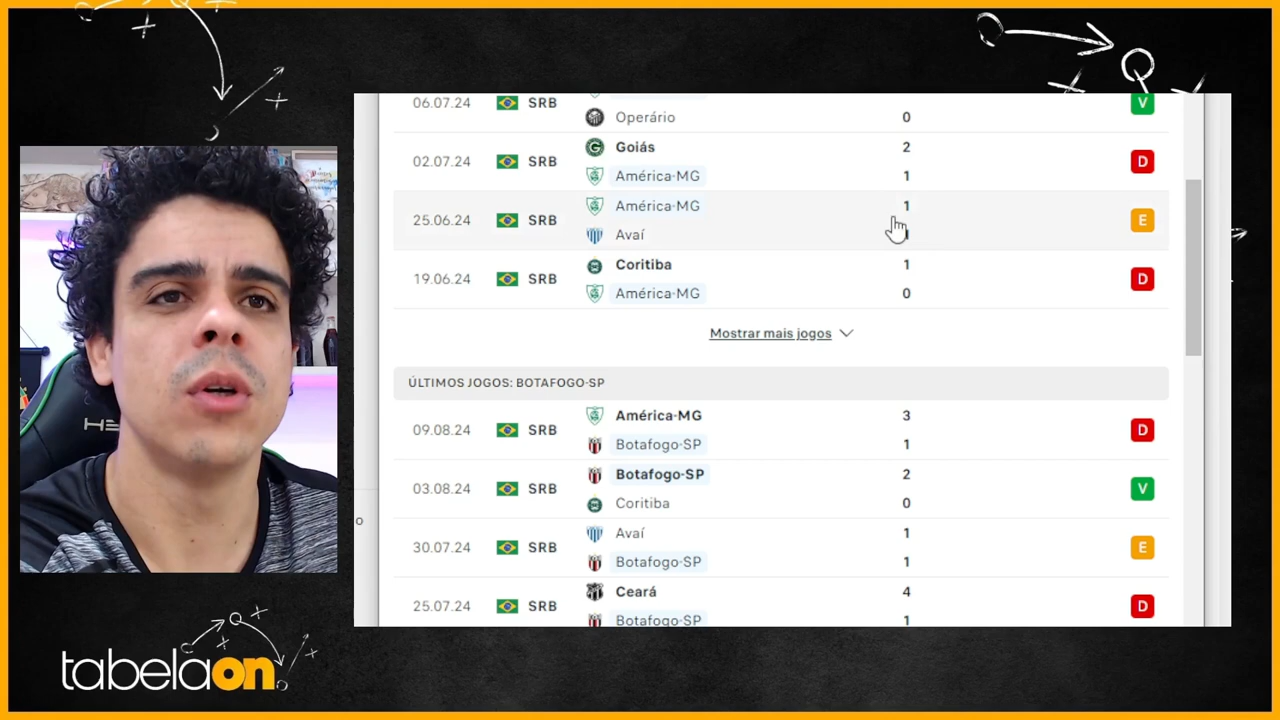 06.07.24 SRB V
Operário 0
Goiás 2
02.07.24 SRB D
América-MG 1
América-MG 1
25.06.24 SRB E
Avaí
Coritiba 1
19.06.24 SRB D
América-MG 0
Mostrar mais jogos
ÚLTIMOS JOGOS: BOTAFOGO-SP
América-MG 3
09.08.24 SRB D
Botafogo-SP 1
Botafogo-SP 2
03.08.24 SRB V
Coritiba 0
Avaí 1
30.07.24 SRB E
Botafogo-SP 1
Ceará 4
25.07.24 SRB D
Botafogo-SP 1
o
HE
tabelaon